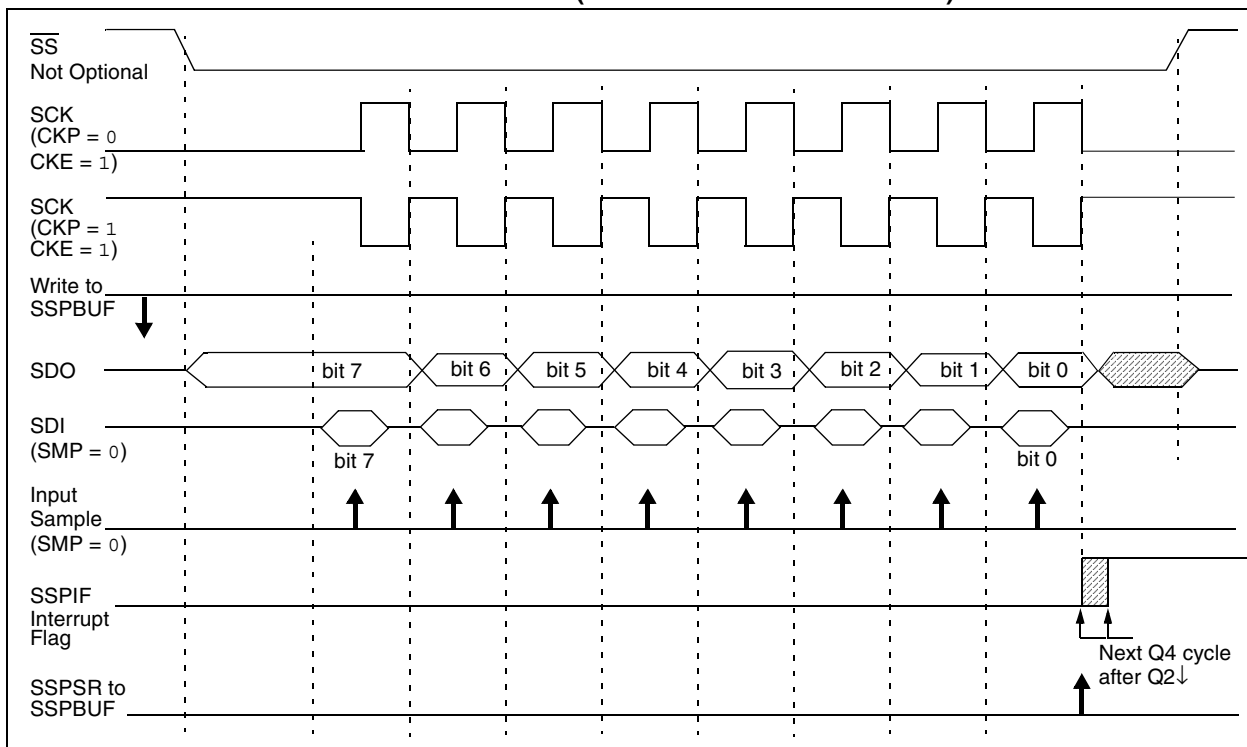 SS
Not Optional
SCK
(CKP = 0
CKE = 1)
SCK
(CKP = 1
CKE = 1)
Write to
SSPBUF
SDO
bit 7 bit 6 bit 5 bit 4 bit 3 bit 2 bit 1 bit 0
SDI
(SMP = 0)
bit 7 bit 0
Input
Sample
(SMP = 0)
SSPIF
Interrupt
Flag
Next Q4 cycle
after Q2↓
SSPSR to
SSPBUF